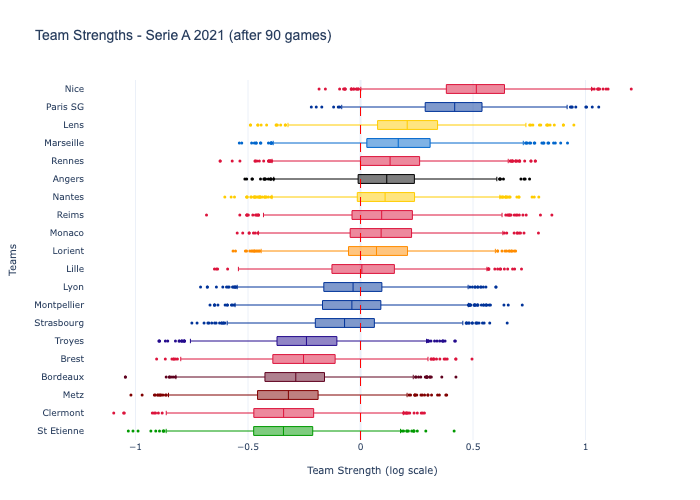 Team Strengths - Serie A 2021 (after 90 games)
Nice
Paris SG
Lens
Marseille
Rennes
Angers
Nantes
Reims
Monaco
Lorient
Lille
Lyon
Montpellier
Strasbourg
Troyes
Brest
Bordeaux
Metz
Clermont
St Etienne
Teams
−1 −0.5 0 0.5 1
Team Strength (log scale)